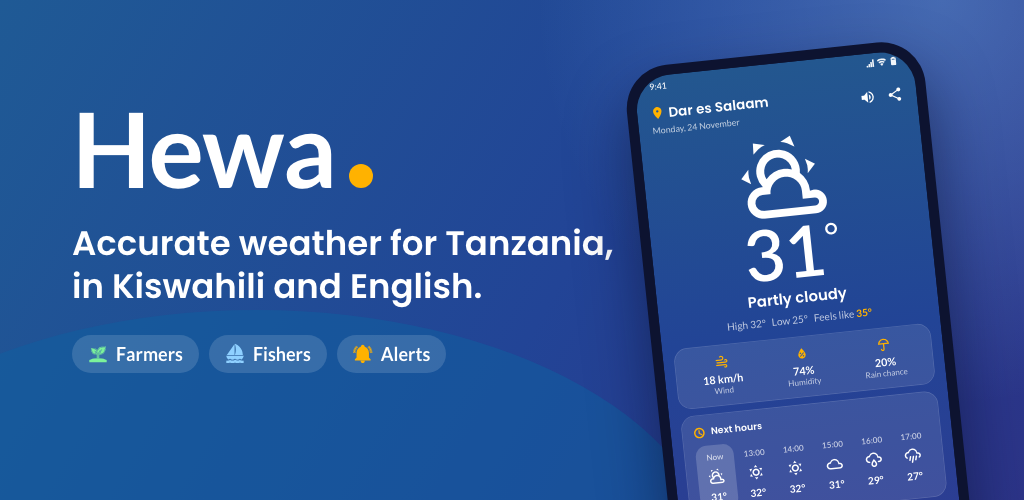 Hewa.
Accurate weather for Tanzania,
in Kiswahili and English.
Farmers
Fishers
Alerts
9:41
Dar es Salaam
Monday, 24 November
31°
Partly cloudy
High 32° Low 25° Feels like 35°
18 km/h
Wind
74%
Humidity
20%
Rain chance
Next hours
Now 13:00 14:00 15:00 16:00 17:00
31° 32° 32° 31° 29° 27°